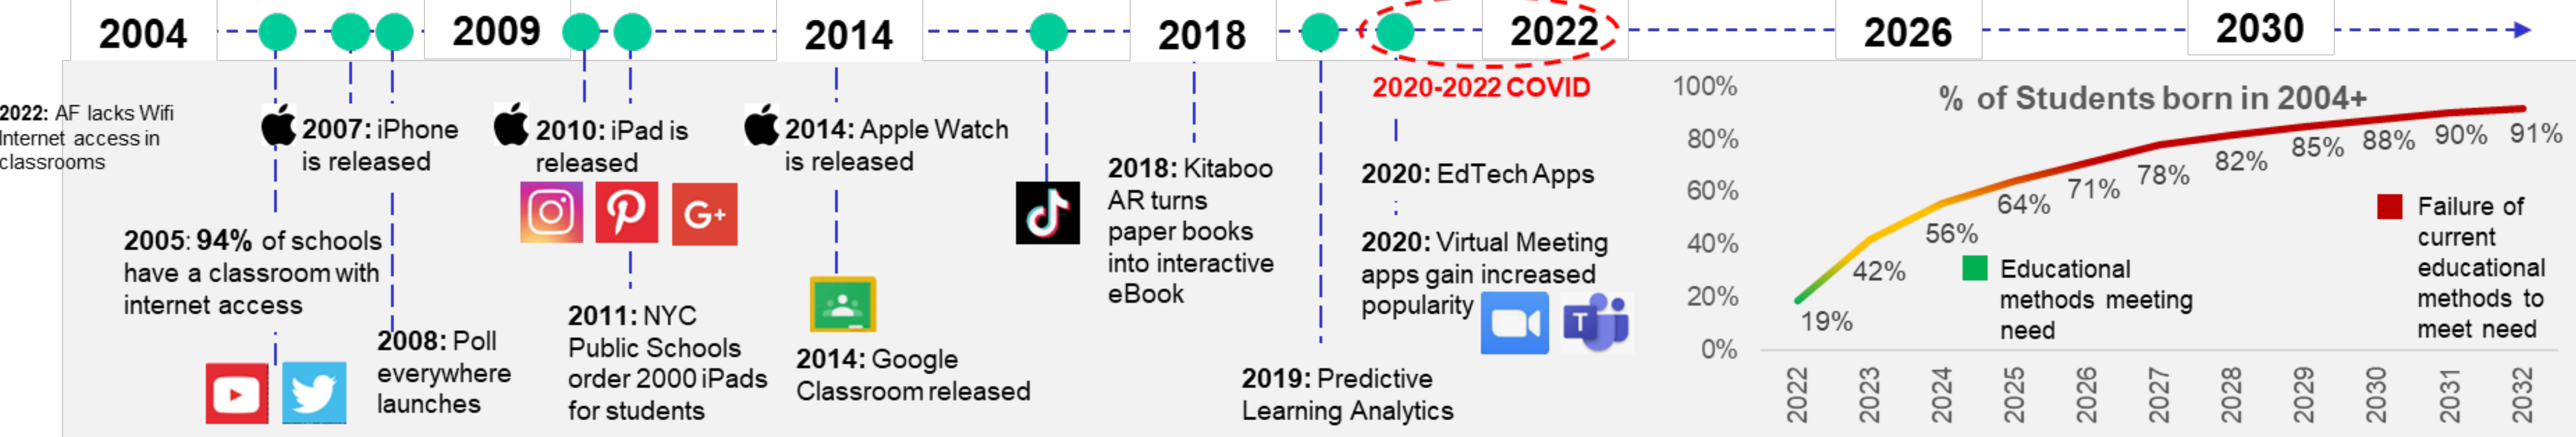 2004
2009
2014
2018
2022
2026
2030
2022: AF lacks Wifi
Internet access in
classrooms
2005: 94% of schools
have a classroom with
internet access
2007: iPhone
is released
2008: Poll
everywhere
launches
2010: iPad is
released
G+
2011: NYC
Public Schools
order 2000 iPads
for students
2014: Apple Watch
is released
2014: Google
Classroom released
2018: Kitaboo
AR turns
paper books
into interactive
eBook
2019: Predictive
Learning Analytics
2020-2022 COVID
2020: EdTech Apps
2020: Virtual Meeting
apps gain increased
popularity
T
% of Students born in 2004+
100%
80%
60%
40%
20%
0%
19%
42%
56%
64%
71%
78%
82%
85%
88%
90%
91%
Educational
methods meeting
need
Failure of
current
educational
methods to
meet need
2022
2023
2024
2025
2026
2027
2028
2029
2030
2031
2032